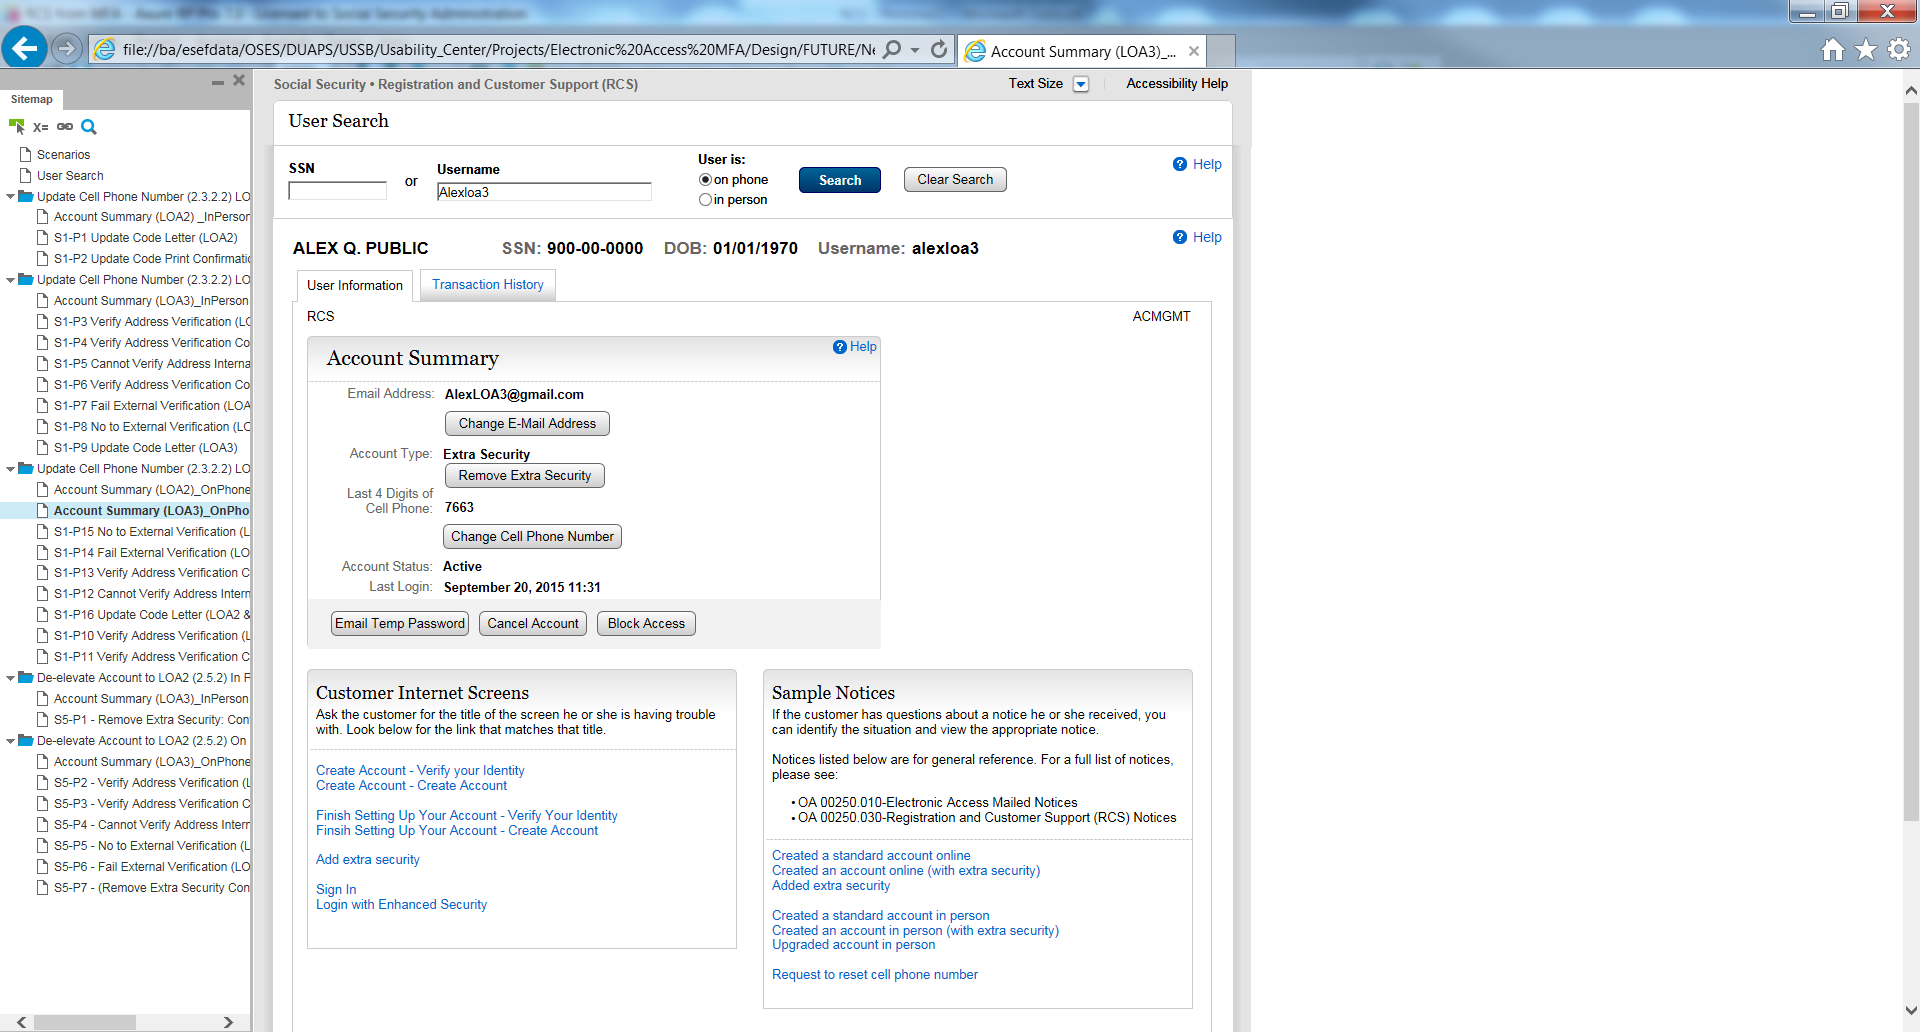 file://ba/esefdata/OSES/DUAPS/USSB/Usability_Center/Projects/Electronic%20Access%20MFA/Design/FUTURE/Ne
Account Summary (LOA3)_...
Sitemap
X=
Scenarios
User Search
Update Cell Phone Number (2.3.2.2) LO
Account Summary (LOA2) _InPerson
S1-P1 Update Code Letter (LOA2)
S1-P2 Update Code Print Confirmatio
Update Cell Phone Number (2.3.2.2) LO
Account Summary (LOA3)_InPerson
S1-P3 Verify Address Verification (LO
S1-P4 Verify Address Verification Co
S1-P5 Cannot Verify Address Interna
S1-P6 Verify Address Verification Co
S1-P7 Fail External Verification (LOA
S1-P8 No to External Verification (LO
S1-P9 Update Code Letter (LOA3)
Update Cell Phone Number (2.3.2.2) LO
Account Summary (LOA2)_OnPhone
Account Summary (LOA3)_OnPho
S1-P15 No to External Verification (L
S1-P14 Fail External Verification (LO
S1-P13 Verify Address Verification C
S1-P12 Cannot Verify Address Intern
S1-P16 Update Code Letter (LOA2 &
S1-P10 Verify Address Verification (L
S1-P11 Verify Address Verification C
De-elevate Account to LOA2 (2.5.2) In P
Account Summary (LOA3)_InPerson
S5-P1 - Remove Extra Security: Con
De-elevate Account to LOA2 (2.5.2) On
Account Summary (LOA3)_OnPhone
S5-P2 - Verify Address Verification (L
S5-P3 - Verify Address Verification C
S5-P4 - Cannot Verify Address Intern
S5-P5 - No to External Verification (L
S5-P6 - Fail External Verification (LO
S5-P7 - (Remove Extra Security Con
Social Security • Registration and Customer Support (RCS)
Text Size
Accessibility Help
User Search
SSN
or
Username
Alexloa3
User is:
on phone
in person
Search
Clear Search
Help
ALEX Q. PUBLIC SSN: 900-00-0000 DOB: 01/01/1970 Username: alexloa3
Help
User Information
Transaction History
RCS
ACMGMT
Account Summary
Help
Email Address: AlexLOA3@gmail.com
Change E-Mail Address
Account Type: Extra Security
Remove Extra Security
Last 4 Digits of
Cell Phone: 7663
Change Cell Phone Number
Account Status: Active
Last Login: September 20, 2015 11:31
Email Temp Password
Cancel Account
Block Access
Customer Internet Screens
Ask the customer for the title of the screen he or she is having trouble
with. Look below for the link that matches that title.
Create Account - Verify your Identity
Create Account - Create Account
Finish Setting Up Your Account - Verify Your Identity
Finsih Setting Up Your Account - Create Account
Add extra security
Sign In
Login with Enhanced Security
Sample Notices
If the customer has questions about a notice he or she received, you
can identify the situation and view the appropriate notice.
Notices listed below are for general reference. For a full list of notices,
please see:
• OA 00250.010-Electronic Access Mailed Notices
• OA 00250.030-Registration and Customer Support (RCS) Notices
Created a standard account online
Created an account online (with extra security)
Added extra security
Created a standard account in person
Created an account in person (with extra security)
Upgraded account in person
Request to reset cell phone number